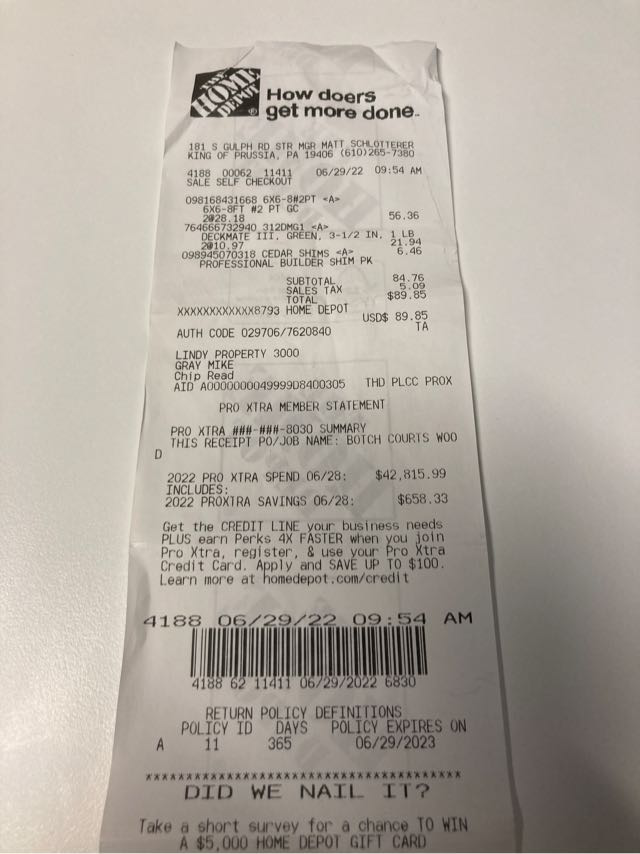 THE HOME DEPOT
How doers
get more done.
181 S GULPH RD STR MGR MATT SCHLOTTERER
KING OF PRUSSIA, PA 19406 (610)265-7380
4188 00062 11411 06/29/22 09:54 AM
SALE SELF CHECKOUT
098168431668 6X6-8#2PT <A>
6X6-8FT #2 PT GC
2@28.18 56.36
764666732940 312DMG1 <A>
DECKMATE III, GREEN, 3-1/2 IN, 1 LB
2@10.97 21.94
098945070318 CEDAR SHIMS <A> 6.46
PROFESSIONAL BUILDER SHIM PK
SUBTOTAL 84.76
SALES TAX 5.09
TOTAL $89.85
XXXXXXXXXXXX8793 HOME DEPOT
USD$ 89.85
AUTH CODE 029706/7620840 TA
LINDY PROPERTY 3000
GRAY MIKE
Chip Read
AID A0000000049999D8400305 THD PLCC PROX
PRO XTRA MEMBER STATEMENT
PRO XTRA ###-###-8030 SUMMARY
THIS RECEIPT PO/JOB NAME: BOTCH COURTS WOO
D
2022 PRO XTRA SPEND 06/28: $42,815.99
INCLUDES:
2022 PROXTRA SAVINGS 06/28: $658.33
Get the CREDIT LINE your business needs
PLUS earn Perks 4X FASTER when you join
Pro Xtra, register, & use your Pro Xtra
Credit Card. Apply and SAVE UP TO $100.
Learn more at homedepot.com/credit
4188 06/29/22 09:54 AM
4188 62 11411 06/29/2022 6830
RETURN POLICY DEFINITIONS
POLICY ID DAYS POLICY EXPIRES ON
A 11 365 06/29/2023
****************************************
DID WE NAIL IT?
Take a short survey for a chance TO WIN
A $5,000 HOME DEPOT GIFT CARD